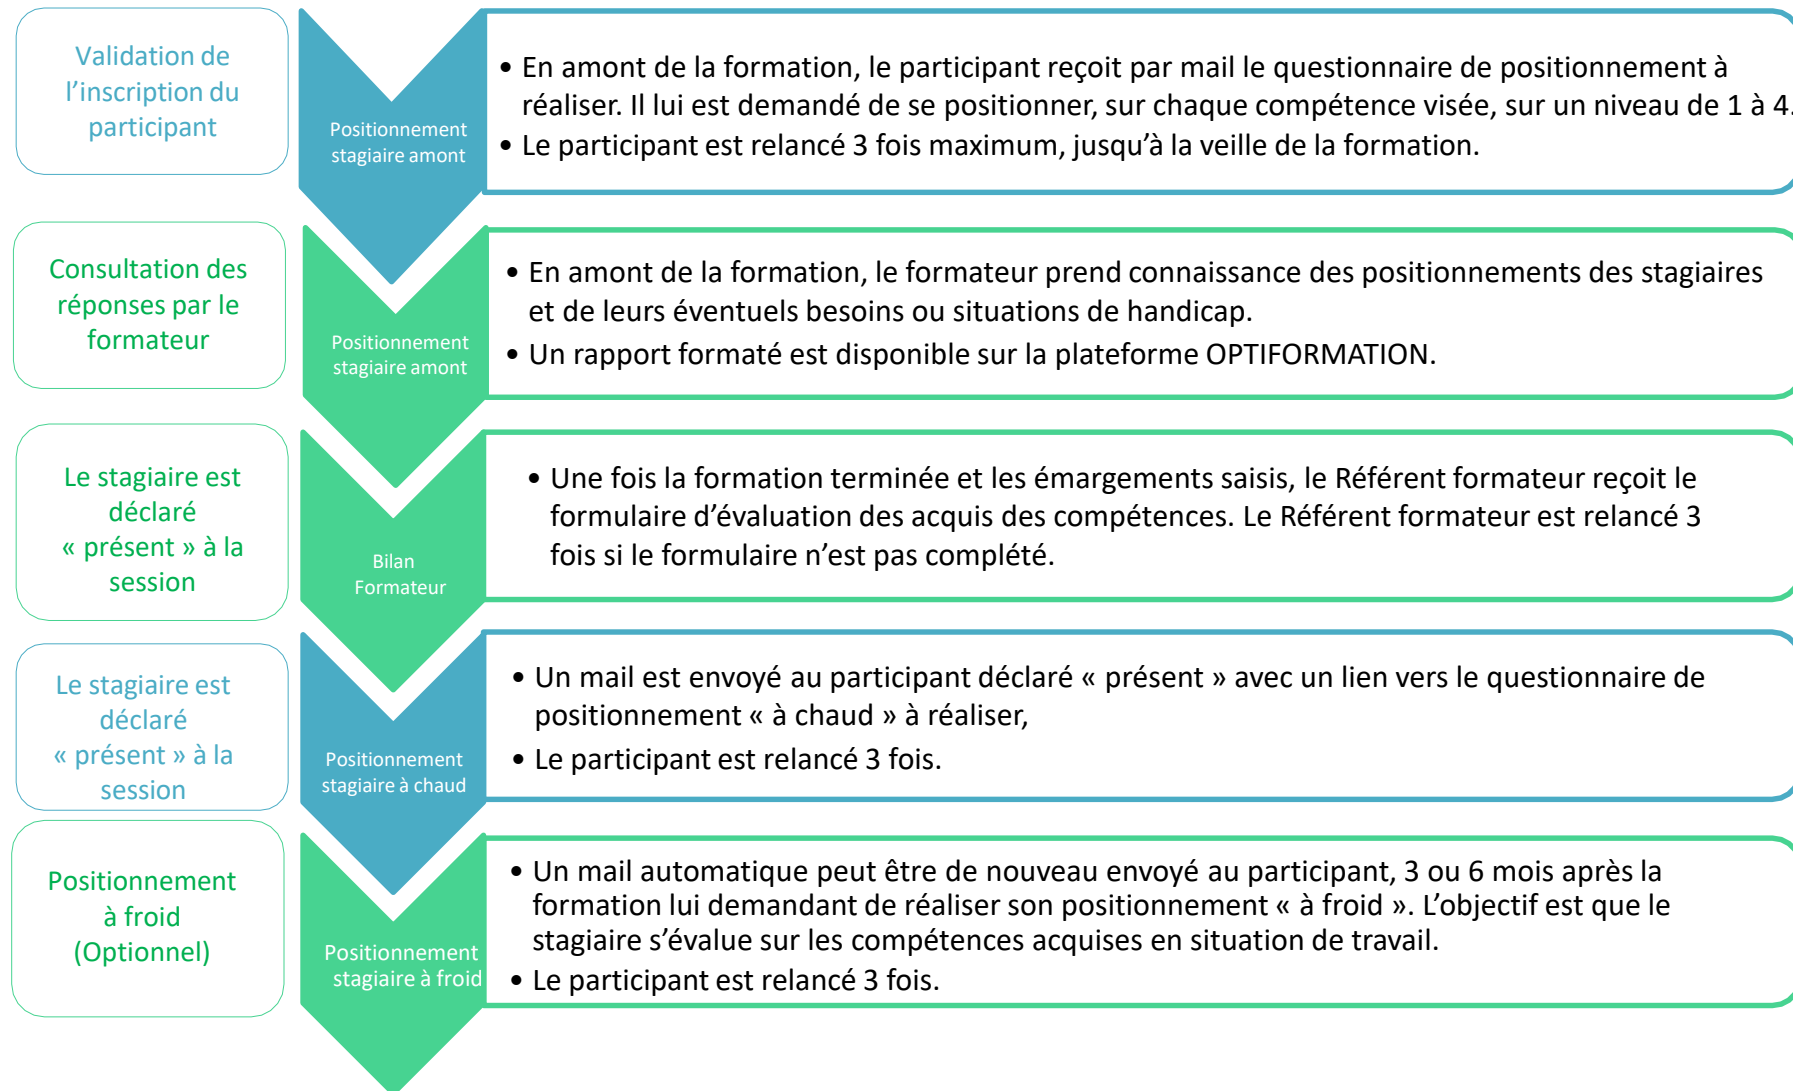 Validation de
l’inscription du
participant
Positionnement
stagiaire amont
• En amont de la formation, le participant reçoit par mail le questionnaire de positionnement à
réaliser. Il lui est demandé de se positionner, sur chaque compétence visée, sur un niveau de 1 à 4.
• Le participant est relancé 3 fois maximum, jusqu’à la veille de la formation.
Consultation des
réponses par le
formateur
Positionnement
stagiaire amont
• En amont de la formation, le formateur prend connaissance des positionnements des stagiaires
et de leurs éventuels besoins ou situations de handicap.
• Un rapport formaté est disponible sur la plateforme OPTIFORMATION.
Le stagiaire est
déclaré
« présent » à la
session
Bilan
Formateur
• Une fois la formation terminée et les émargements saisis, le Référent formateur reçoit le
formulaire d’évaluation des acquis des compétences. Le Référent formateur est relancé 3
fois si le formulaire n’est pas complété.
Le stagiaire est
déclaré
« présent » à la
session
Positionnement
stagiaire à chaud
• Un mail est envoyé au participant déclaré « présent » avec un lien vers le questionnaire de
positionnement « à chaud » à réaliser,
• Le participant est relancé 3 fois.
Positionnement
à froid
(Optionnel)
Positionnement
stagiaire à froid
• Un mail automatique peut être de nouveau envoyé au participant, 3 ou 6 mois après la
formation lui demandant de réaliser son positionnement « à froid ». L’objectif est que le
stagiaire s’évalue sur les compétences acquises en situation de travail.
• Le participant est relancé 3 fois.